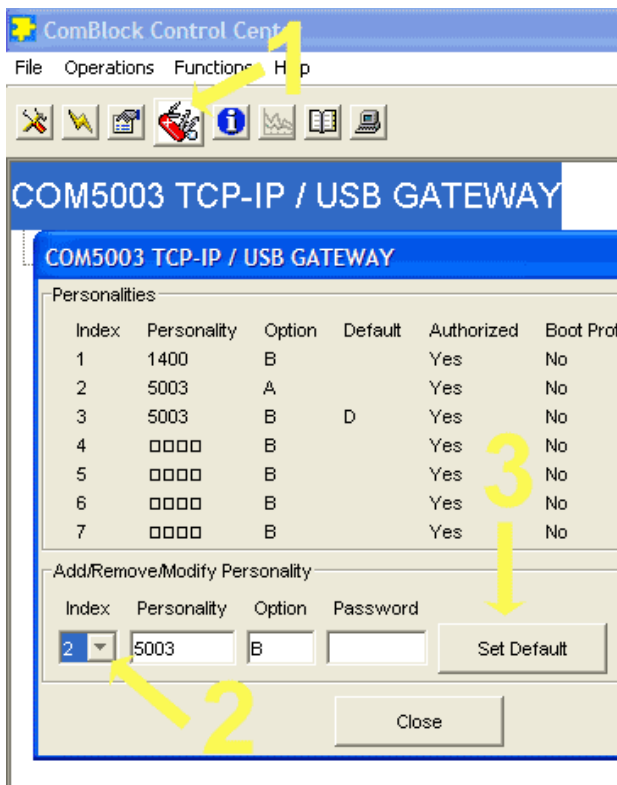 ComBlock Control Center
1
File Operations Functions Help
COM5003 TCP-IP / USB GATEWAY
COM5003 TCP-IP / USB GATEWAY
Personalities
Index Personality Option Default Authorized Boot Prot
1 1400 B Yes No
2 5003 A Yes No
3 5003 B D Yes No
4 □□□□ B Yes No
5 □□□□ B Yes No
6 □□□□ B Yes No
7 □□□□ B Yes No
3
Add/Remove/Modify Personality
Index Personality Option Password
2 5003 B Set Default
2
Close